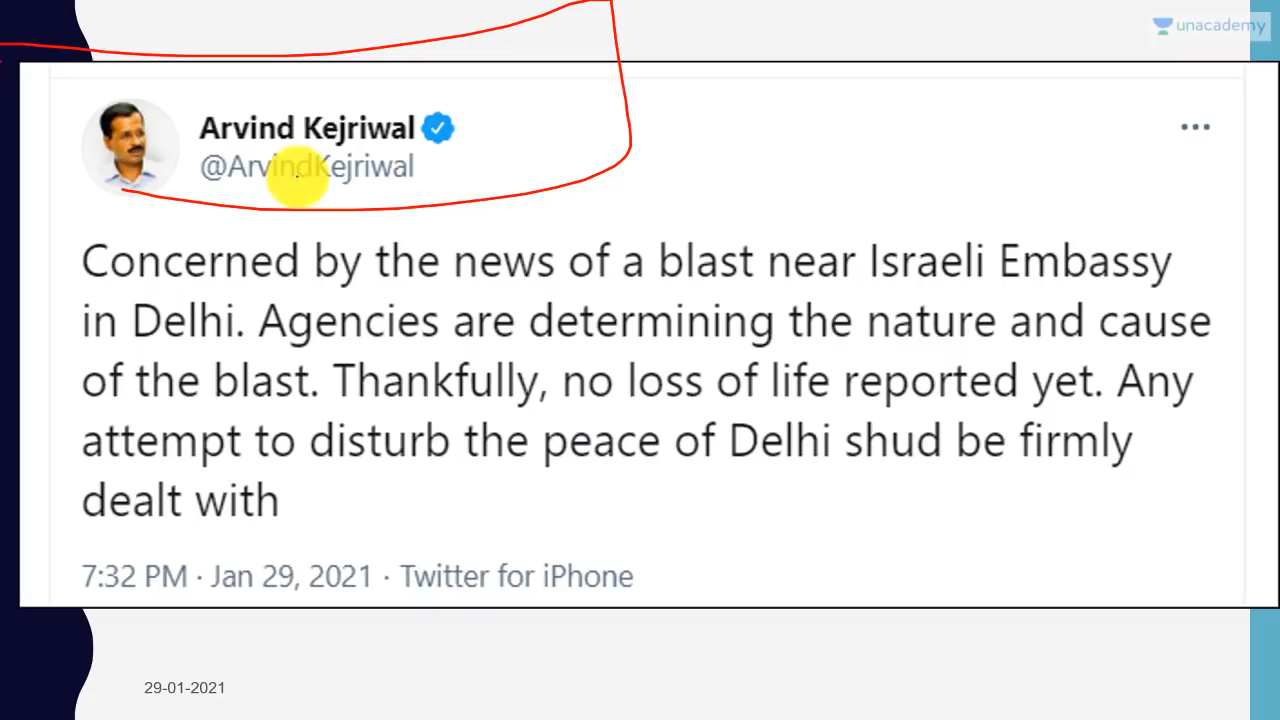 unacademy
Arvind Kejriwal
@ArvindKejriwal
Concerned by the news of a blast near Israeli Embassy
in Delhi. Agencies are determining the nature and cause
of the blast. Thankfully, no loss of life reported yet. Any
attempt to disturb the peace of Delhi shud be firmly
dealt with
7:32 PM · Jan 29, 2021 · Twitter for iPhone
29-01-2021